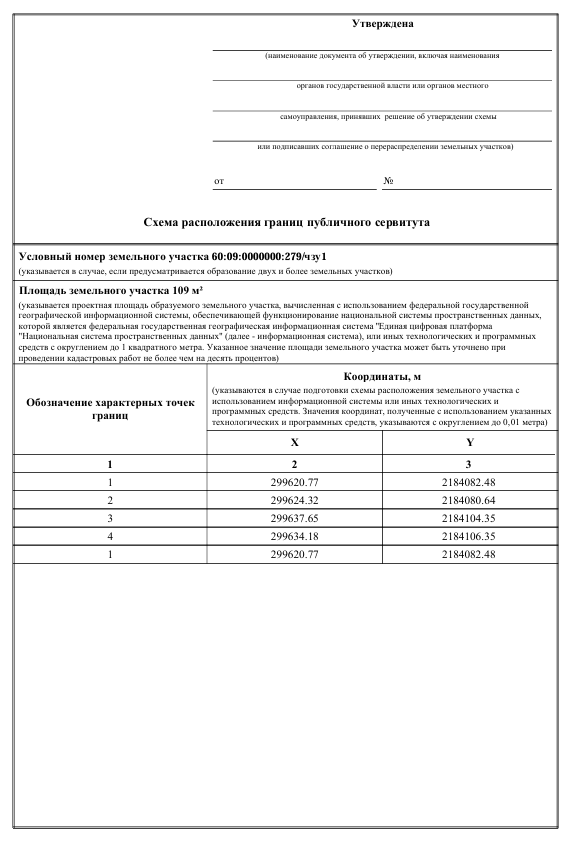 Утверждена
(наименование документа об утверждении, включая наименования
органов государственной власти или органов местного
самоуправления, принявших решение об утверждении схемы
или подписавших соглашение о перераспределении земельных участков)
от №
Схема расположения границ публичного сервитута
Условный номер земельного участка 60:09:0000000:279/чзу1
(указывается в случае, если предусматривается образование двух и более земельных участков)
Площадь земельного участка 109 м²
(указывается проектная площадь образуемого земельного участка, вычисленная с использованием федеральной государственной
географической информационной системы, обеспечивающей функционирование национальной системы пространственных данных,
которой является федеральная государственная географическая информационная система "Единая цифровая платформа
"Национальная система пространственных данных" (далее - информационная система), или иных технологических и программных
средств с округлением до 1 квадратного метра. Указанное значение площади земельного участка может быть уточнено при
проведении кадастровых работ не более чем на десять процентов)
Обозначение характерных точек
границ
Координаты, м
(указываются в случае подготовки схемы расположения земельного участка с
использованием информационной системы или иных технологических и
программных средств. Значения координат, полученные с использованием указанных
технологических и программных средств, указываются с округлением до 0,01 метра)
X Y
1 2 3
1 299620.77 2184082.48
2 299624.32 2184080.64
3 299637.65 2184104.35
4 299634.18 2184106.35
1 299620.77 2184082.48